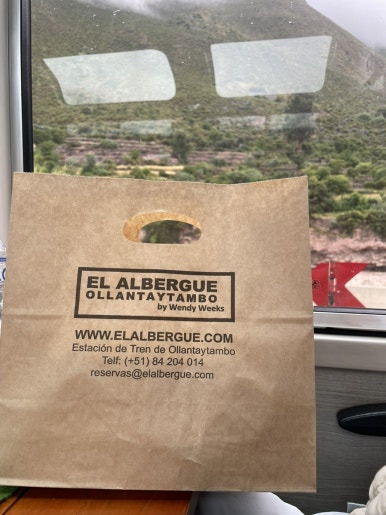 EL ALBERGUE
OLLANTAYTAMBO
by Wendy Weeks
WWW.ELALBERGUE.COM
Estación de Tren de Ollantaytambo
Telf: (+51) 84 204 014
reservas@elalbergue.com